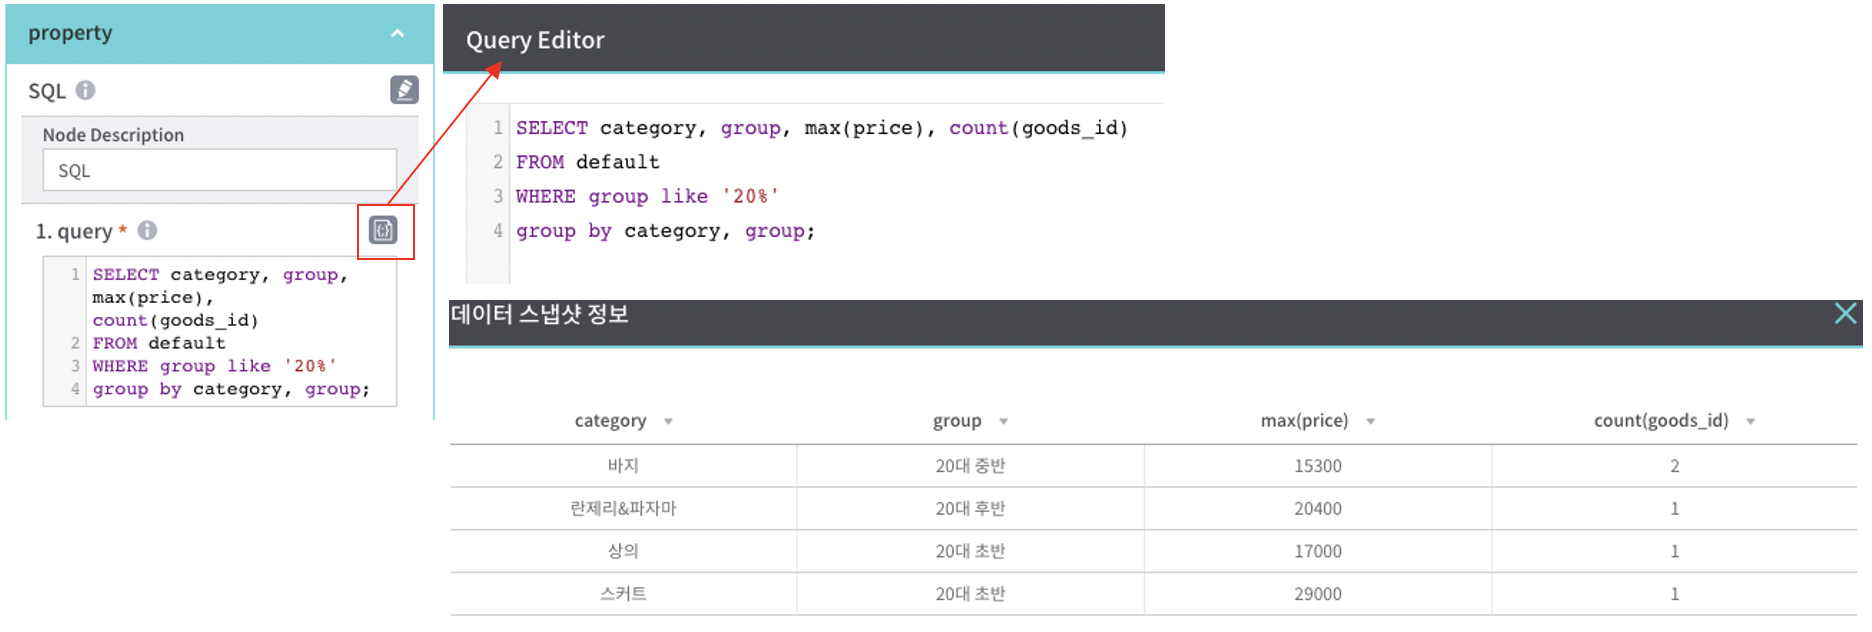 property
SQL
Node Description
SQL
1. query *
1 SELECT category, group,
max(price),
count(goods_id)
2 FROM default
3 WHERE group like '20%'
4 group by category, group;
Query Editor
1 SELECT category, group, max(price), count(goods_id)
2 FROM default
3 WHERE group like '20%'
4 group by category, group;
데이터 스냅샷 정보
category group max(price) count(goods_id)
바지 20대 중반 15300 2
란제리&파자마 20대 후반 20400 1
상의 20대 초반 17000 1
스커트 20대 초반 29000 1